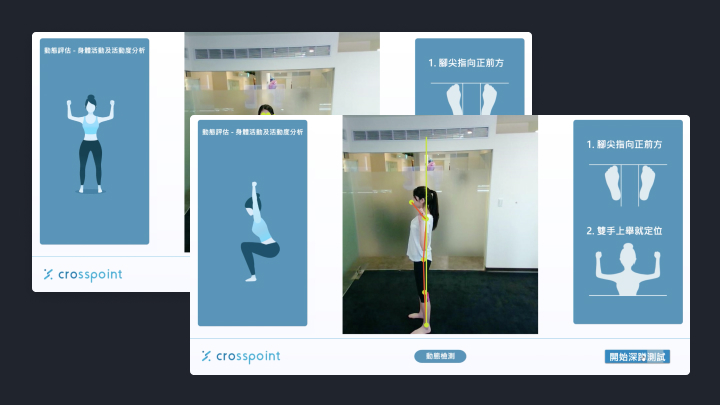 動態評估 - 身體活動及活動度分析
1. 腳尖指向正前方
crosspoint
動態評估 - 身體活動及活動度分析
1. 腳尖指向正前方
2. 雙手上舉就定位
crosspoint
動態檢測
開始深蹲測試